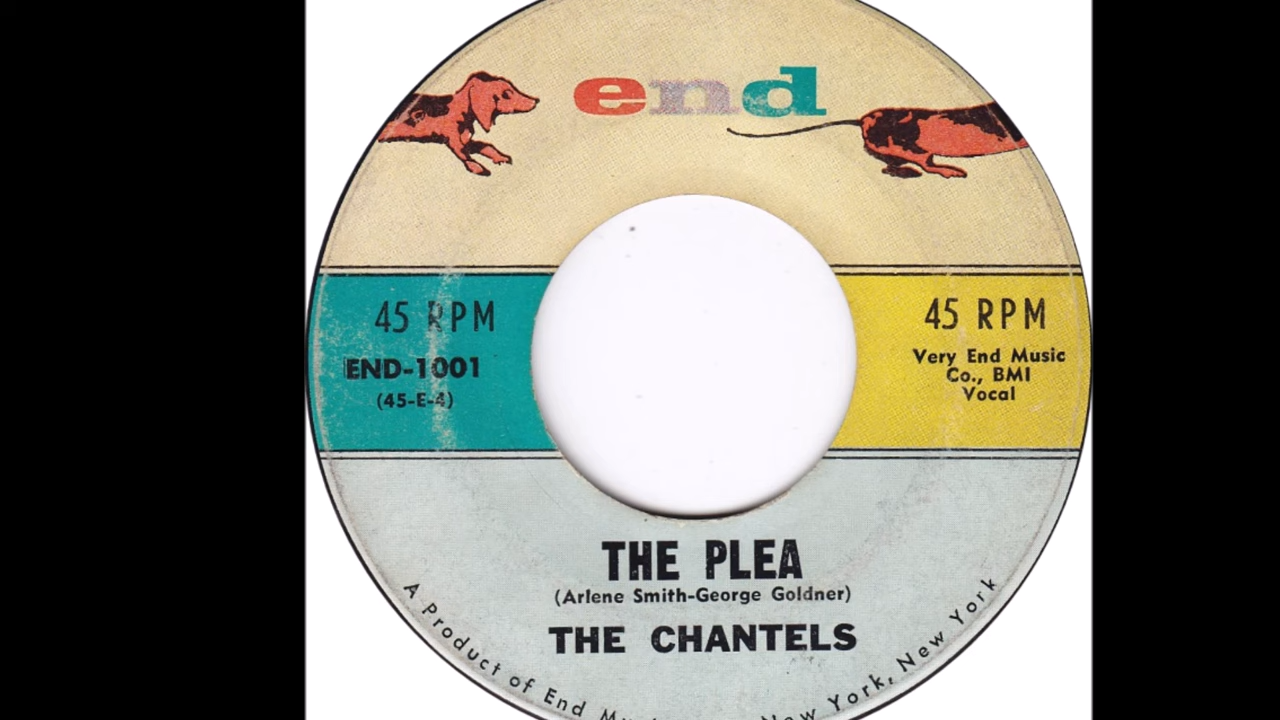 end
45 RPM
END-1001
(45-E-4)
45 RPM
Very End Music
Co., BMI
Vocal
THE PLEA
(Arlene Smith-George Goldner)
THE CHANTELS
A Product of End York, New York